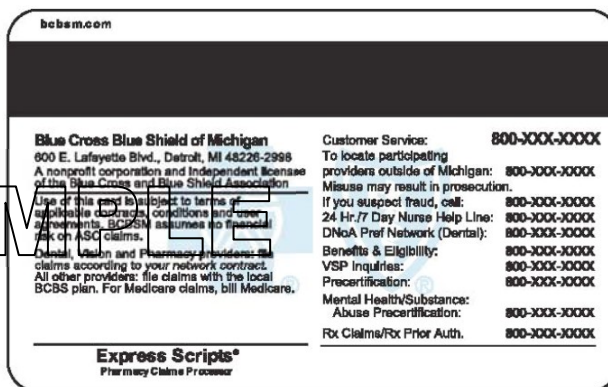 bcbsm.com
Blue Cross Blue Shield of Michigan
600 E. Lafayette Blvd., Detroit, MI 48226-2998
A nonprofit corporation and independent licensee
of the Blue Cross and Blue Shield Association
Use of this card is subject to terms of
applicable contracts, conditions and user
agreements. BCBSM assumes no financial
risk on ASC claims.
Dental, Vision and Pharmacy providers: file
claims according to your network contract.
All other providers: file claims with the local
BCBS plan. For Medicare claims, bill Medicare.
Express Scripts®
Pharmacy Claims Processor
Customer Service: 800-XXX-XXXX
To locate participating
providers outside of Michigan: 800-XXX-XXXX
Misuse may result in prosecution.
If you suspect fraud, call: 800-XXX-XXXX
24 Hr./7 Day Nurse Help Line: 800-XXX-XXXX
DNoA Pref Network (Dental): 800-XXX-XXXX
Benefits & Eligibility: 800-XXX-XXXX
VSP Inquiries: 800-XXX-XXXX
Precertification: 800-XXX-XXXX
Mental Health/Substance:
Abuse Precertification: 800-XXX-XXXX
Rx Claims/Rx Prior Auth. 800-XXX-XXXX
MPLE